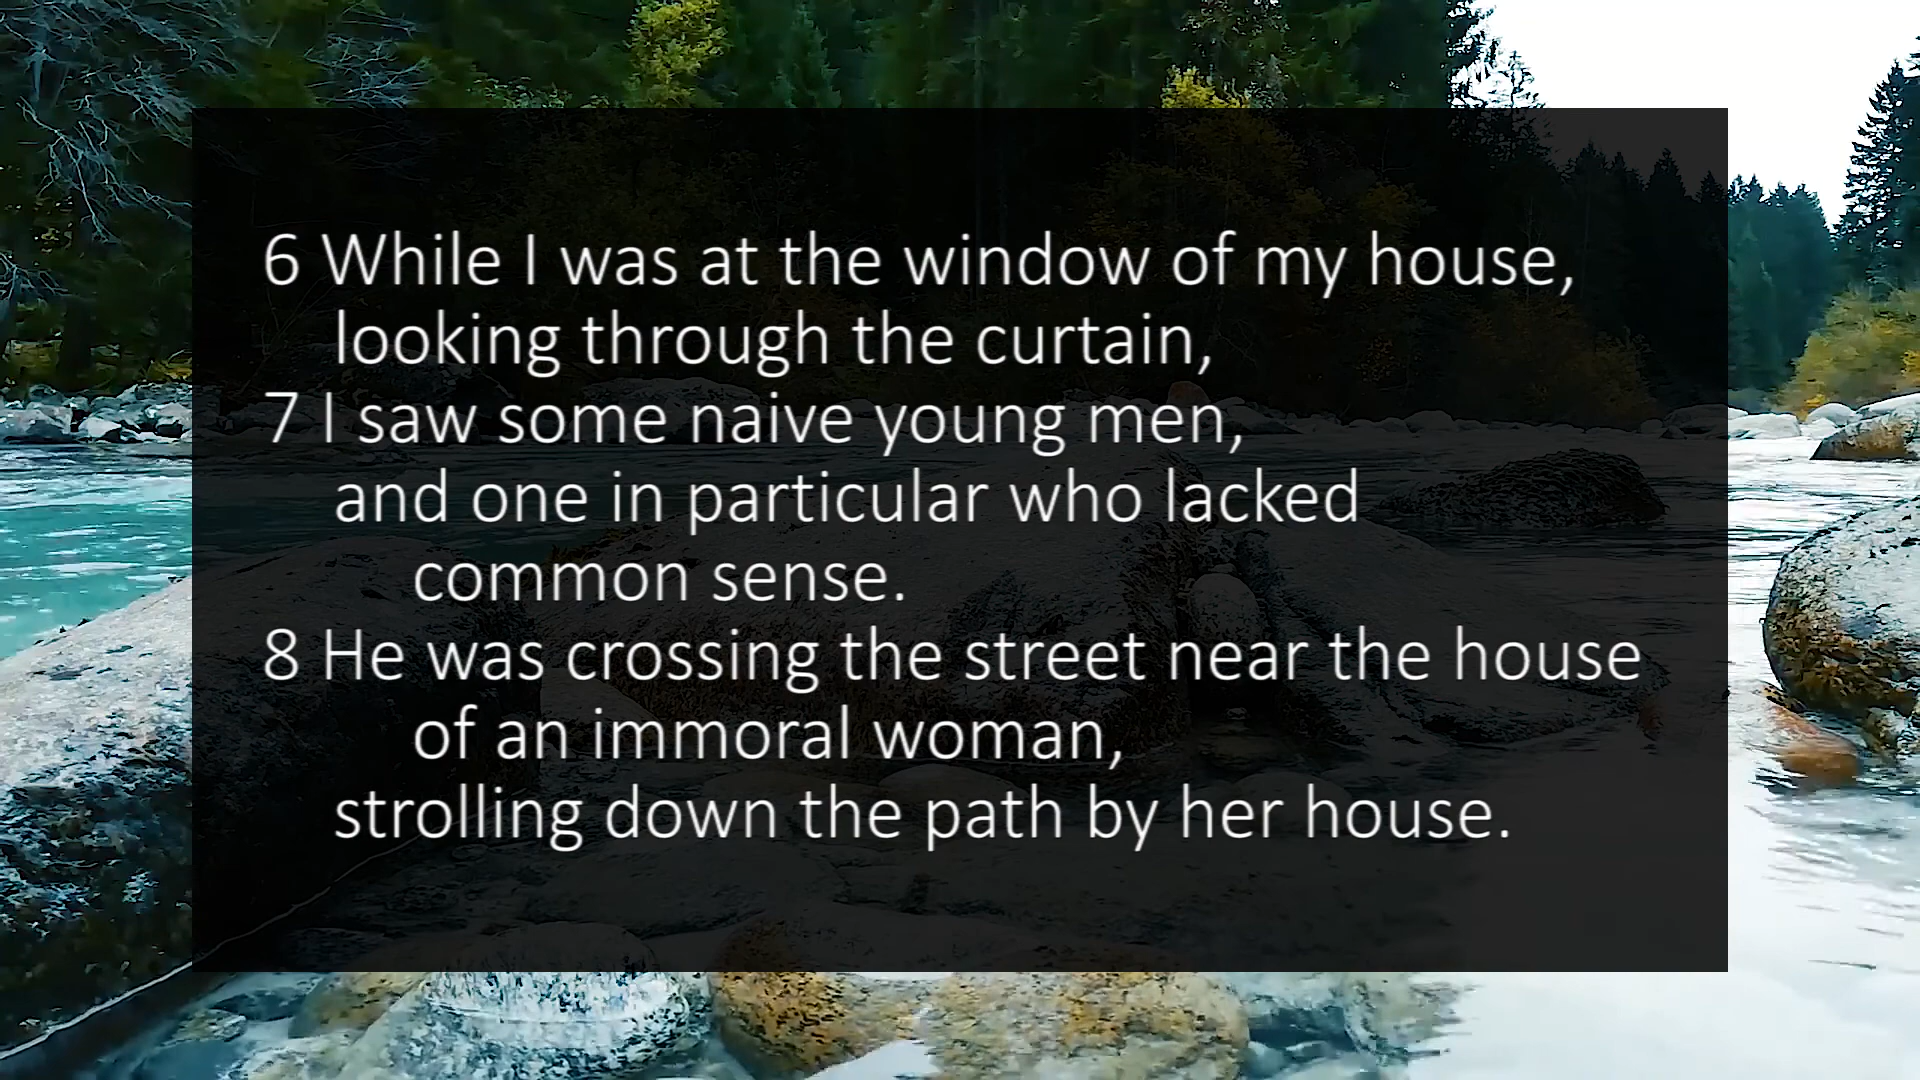 6 While I was at the window of my house,
looking through the curtain,
7 I saw some naive young men,
and one in particular who lacked
common sense.
8 He was crossing the street near the house
of an immoral woman,
strolling down the path by her house.